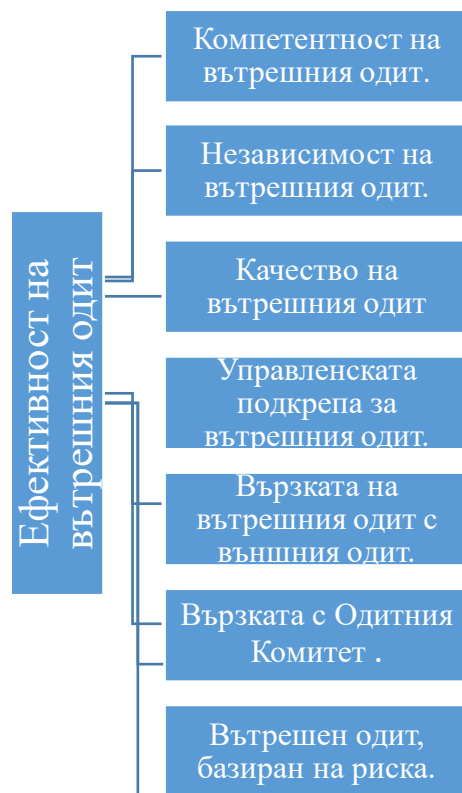 Ефективност на
вътрешния одит
Компетентност на
вътрешния одит.
Независимост на
вътрешния одит.
Качество на
вътрешния одит
Управленската
подкрепа за
вътрешния одит.
Връзката на
вътрешния одит с
външния одит.
Връзката с Одитния
Комитет .
Вътрешен одит,
базиран на риска.